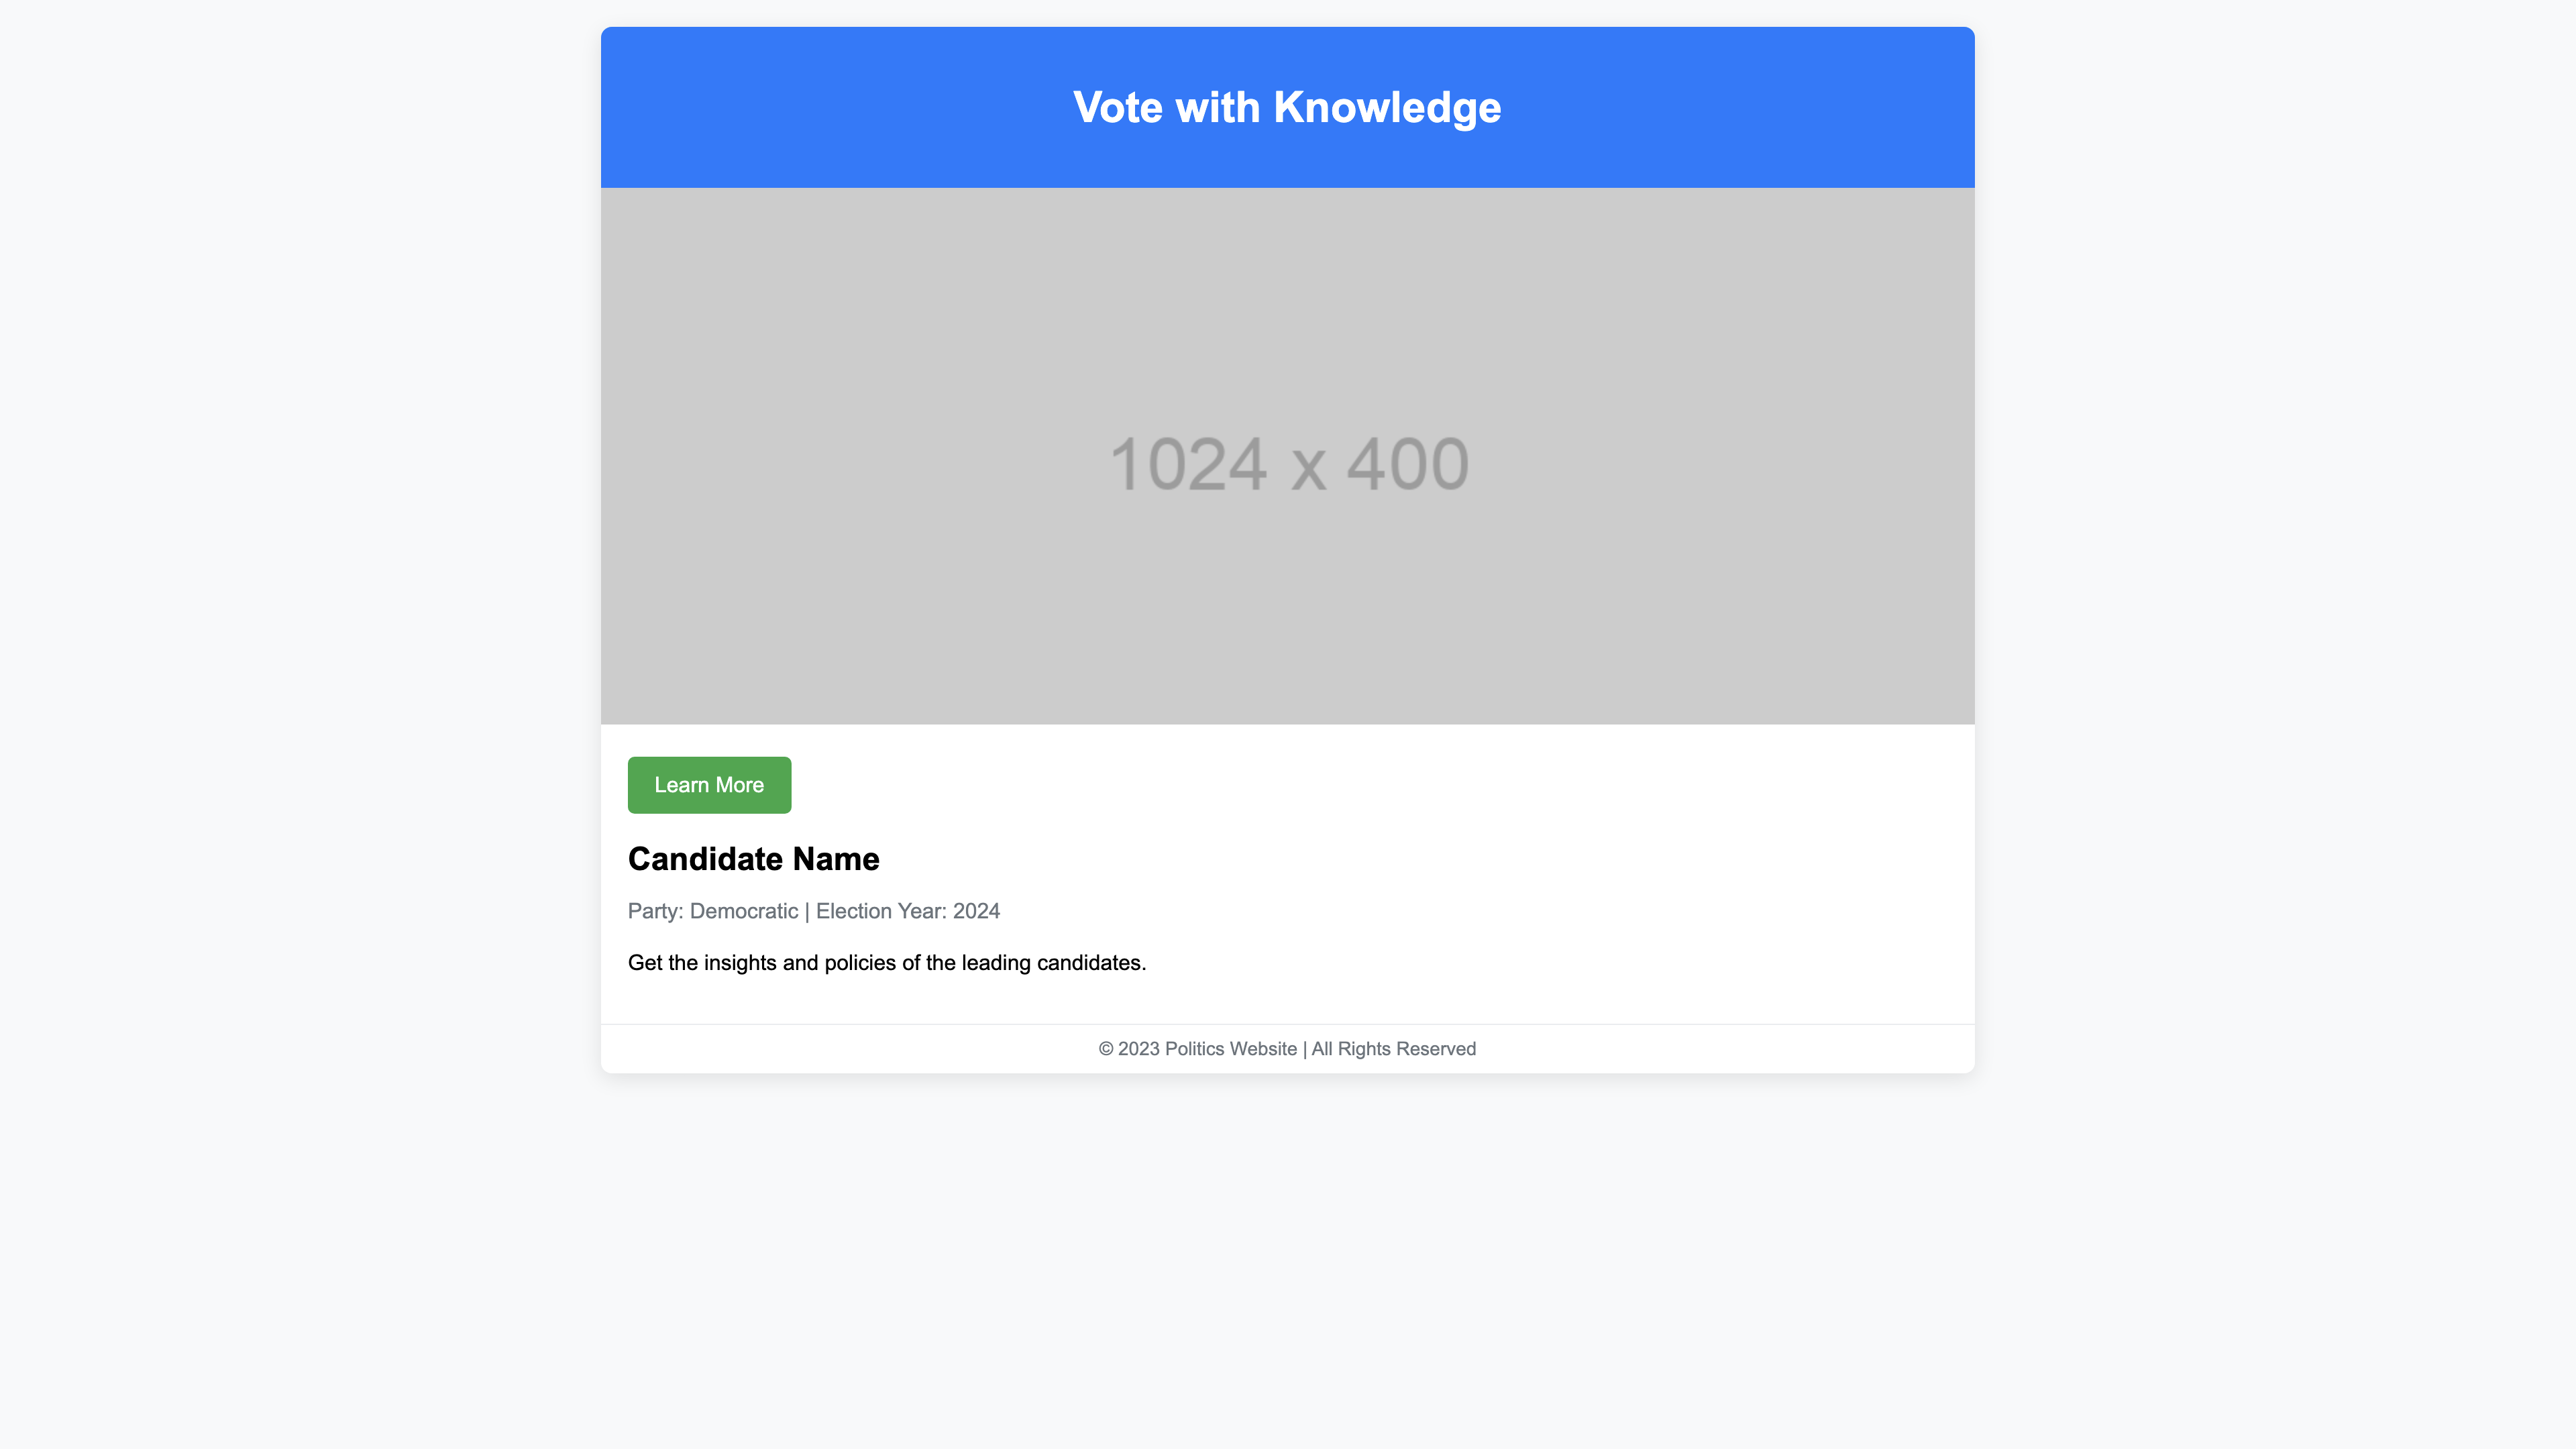 Vote with Knowledge
1024 x 400
Learn More
Candidate Name
Party: Democratic | Election Year: 2024
Get the insights and policies of the leading candidates.
© 2023 Politics Website | All Rights Reserved